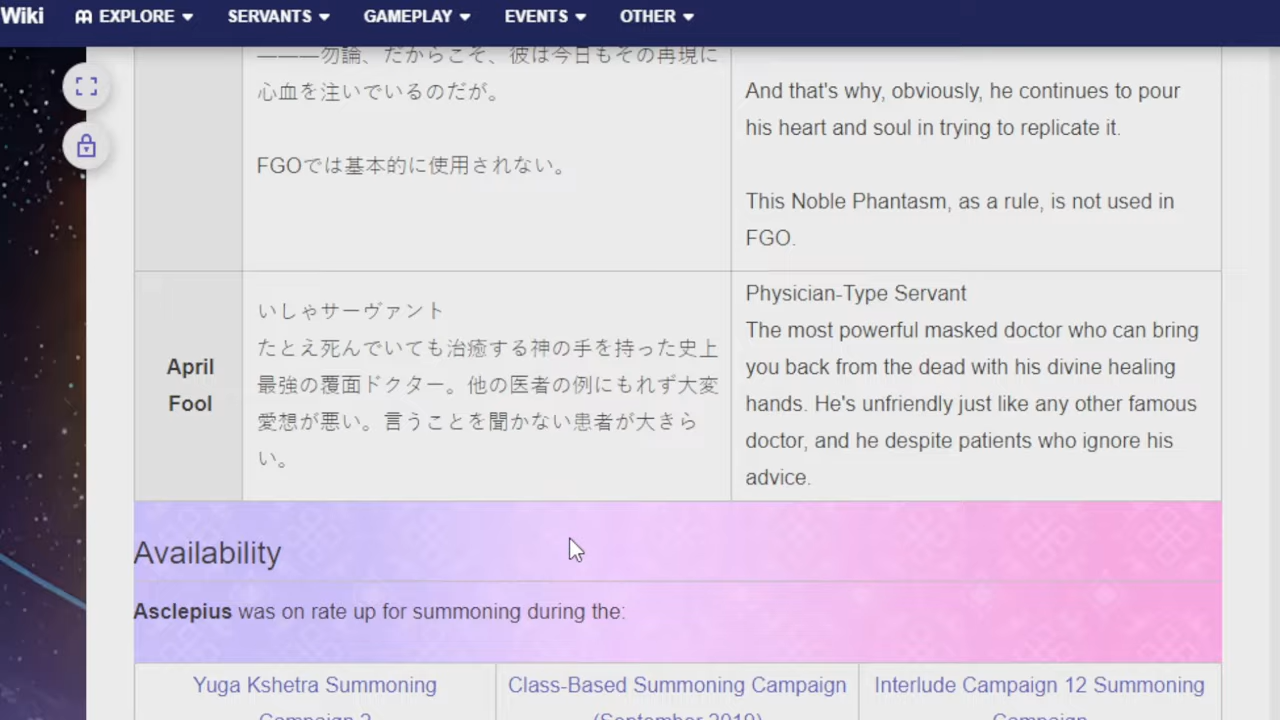 Wiki EXPLORE SERVANTS GAMEPLAY EVENTS OTHER
———勿論、だからこそ、彼は今日もその再現に
心血を注いでいるのだが。
FGOでは基本的に使用されない。
And that's why, obviously, he continues to pour
his heart and soul in trying to replicate it.
This Noble Phantasm, as a rule, is not used in
FGO.
April
Fool
いしゃサーヴァント
たとえ死んでいても治癒する神の手を持った史上
最強の覆面ドクター。他の医者の例にもれず大変
愛想が悪い。言うことを聞かない患者が大きら
い。
Physician-Type Servant
The most powerful masked doctor who can bring
you back from the dead with his divine healing
hands. He's unfriendly just like any other famous
doctor, and he despite patients who ignore his
advice.
Availability
Asclepius was on rate up for summoning during the:
Yuga Kshetra Summoning
Campaign 2
Class-Based Summoning Campaign
(September 2019)
Interlude Campaign 12 Summoning
Campaign